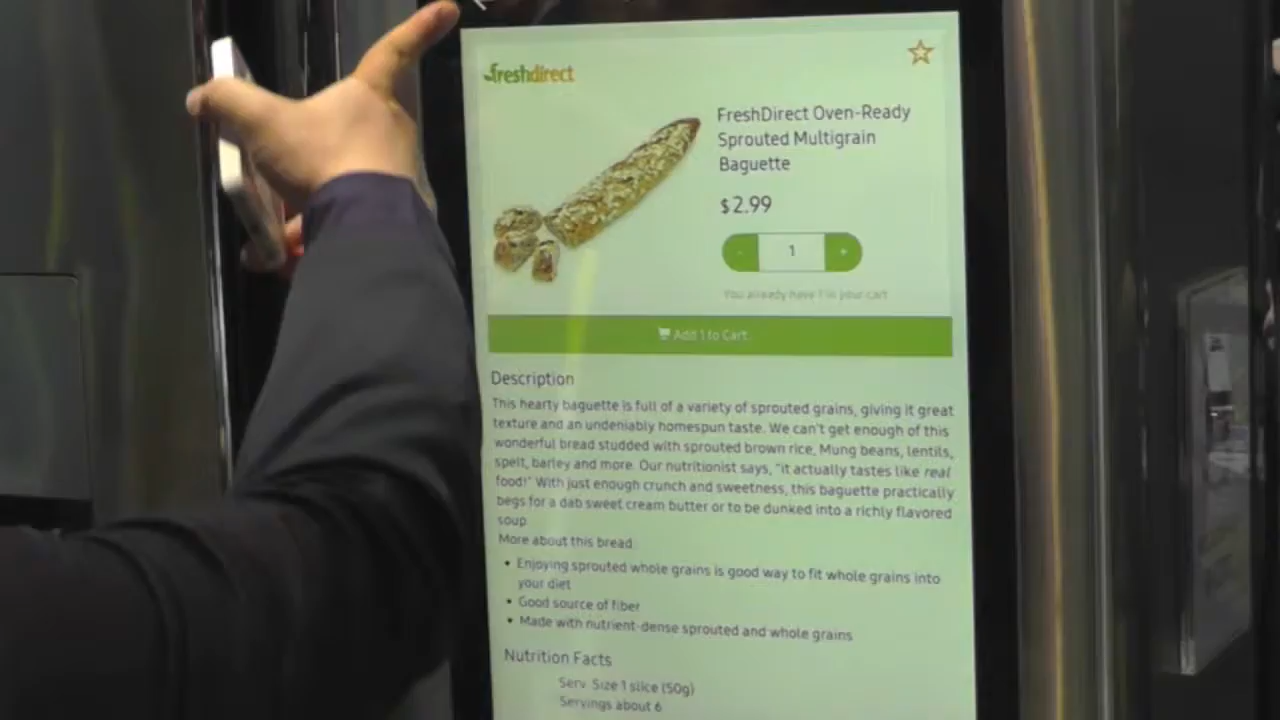 freshdirect
FreshDirect Oven-Ready
Sprouted Multigrain
Baguette
$2.99
- 1 +
You already have 1 in your cart
Add 1 to Cart
Description
This hearty baguette is full of a variety of sprouted grains, giving it great
texture and an undeniably homespun taste. We can't get enough of this
wonderful bread studded with sprouted brown rice, Mung beans, lentils,
spelt, barley and more. Our nutritionist says, "it actually tastes like real
food!" With just enough crunch and sweetness, this baguette practically
begs for a dab sweet cream butter or to be dunked into a richly flavored
soup.
More about this bread:
• Enjoying sprouted whole grains is good way to fit whole grains into
your diet
• Good source of fiber
• Made with nutrient-dense sprouted and whole grains
Nutrition Facts
Serv. Size 1 slice (50g)
Servings about 6